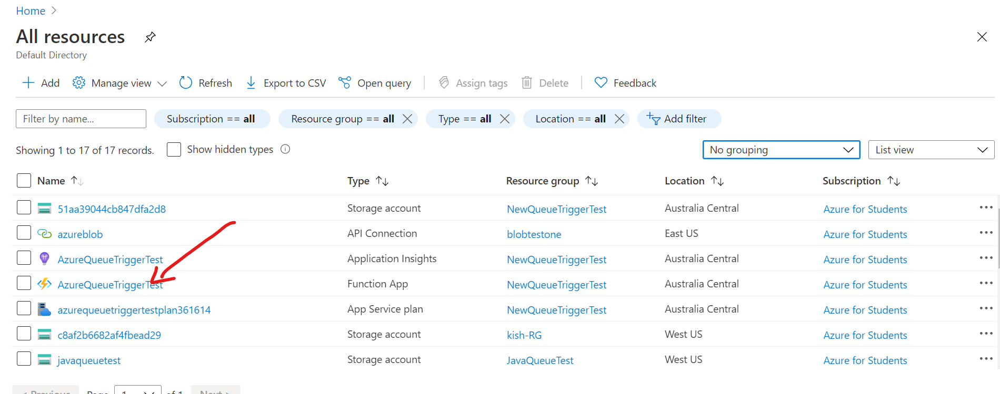 Home
All resources
Default Directory
Add Manage view Refresh Export to CSV Open query Assign tags Delete Feedback
Filter by name... Subscription == all Resource group == all Type == all Location == all Add filter
Showing 1 to 17 of 17 records. Show hidden types No grouping List view
Name Type Resource group Location Subscription
51aa39044cb847dfa2d8 Storage account NewQueueTriggerTest Australia Central Azure for Students
azureblob API Connection blobtestone East US Azure for Students
AzureQueueTriggerTest Application Insights NewQueueTriggerTest Australia Central Azure for Students
AzureQueueTriggerTest Function App NewQueueTriggerTest Australia Central Azure for Students
azurequeuetriggertestplan361614 App Service plan NewQueueTriggerTest Australia Central Azure for Students
c8af2b6682af4fbead29 Storage account kish-RG West US Azure for Students
javaqueuetest Storage account JavaQueueTest West US Azure for Students
< Previous Page 1 of 1 Next >